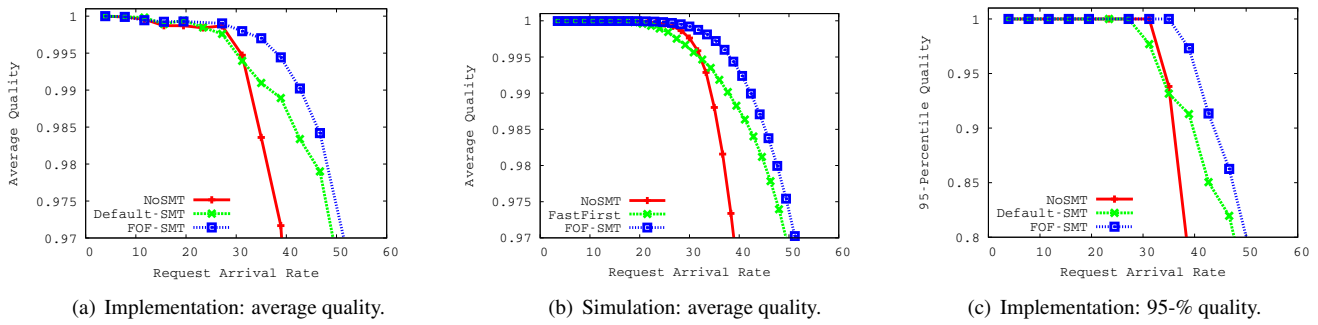 1
0.995
0.99
0.985
0.98
0.975
0.97
0 10 20 30 40 50 60
Average Quality
Request Arrival Rate
NoSMT
Default-SMT
FOF-SMT
(a) Implementation: average quality.
1
0.995
0.99
0.985
0.98
0.975
0.97
0 10 20 30 40 50 60
Average Quality
Request Arrival Rate
NoSMT
FastFirst
FOF-SMT
(b) Simulation: average quality.
1
0.95
0.9
0.85
0.8
0 10 20 30 40 50 60
95-Percentile Quality
Request Arrival Rate
NoSMT
Default-SMT
FOF-SMT
(c) Implementation: 95-% quality.